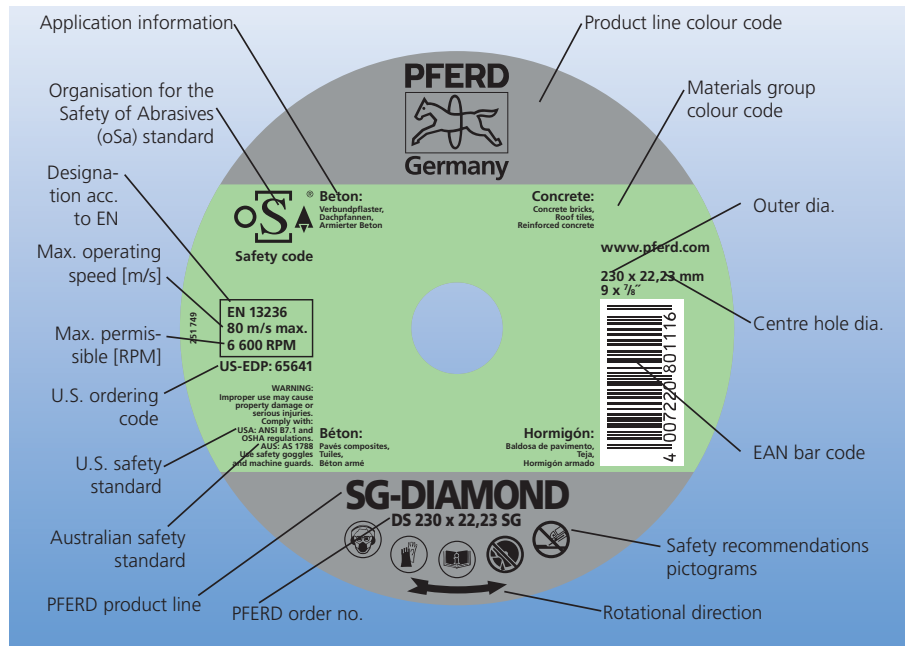 Application information
Product line colour code
Organisation for the
Safety of Abrasives
(oSa) standard
Materials group
colour code
Designa-
tion acc.
to EN
Outer dia.
Max. operating
speed [m/s]
Max. permis-
sible [RPM]
Centre hole dia.
U.S. ordering
code
U.S. safety
standard
EAN bar code
Australian safety
standard
Safety recommendations
pictograms
PFERD product line
PFERD order no.
Rotational direction
PFERD
Germany
oSa ®
Safety code
Beton:
Verbundpflaster,
Dachpfannen,
Armierter Beton
Concrete:
Concrete bricks,
Roof tiles,
Reinforced concrete
www.pferd.com
230 x 22,23 mm
9 x 7/8"
251 749
EN 13236
80 m/s max.
6 600 RPM
US-EDP: 65641
WARNING:
Improper use may cause
property damage or
serious injuries.
Comply with:
USA: ANSI B7.1 and
OSHA regulations.
AUS: AS 1788
Use safety goggles
and machine guards.
Béton:
Pavés composites,
Tuiles,
Béton armé
Hormigón:
Baldosa de pavimento,
Teja,
Hormigón armado
4 007220 801116
SG-DIAMOND
DS 230 x 22,23 SG